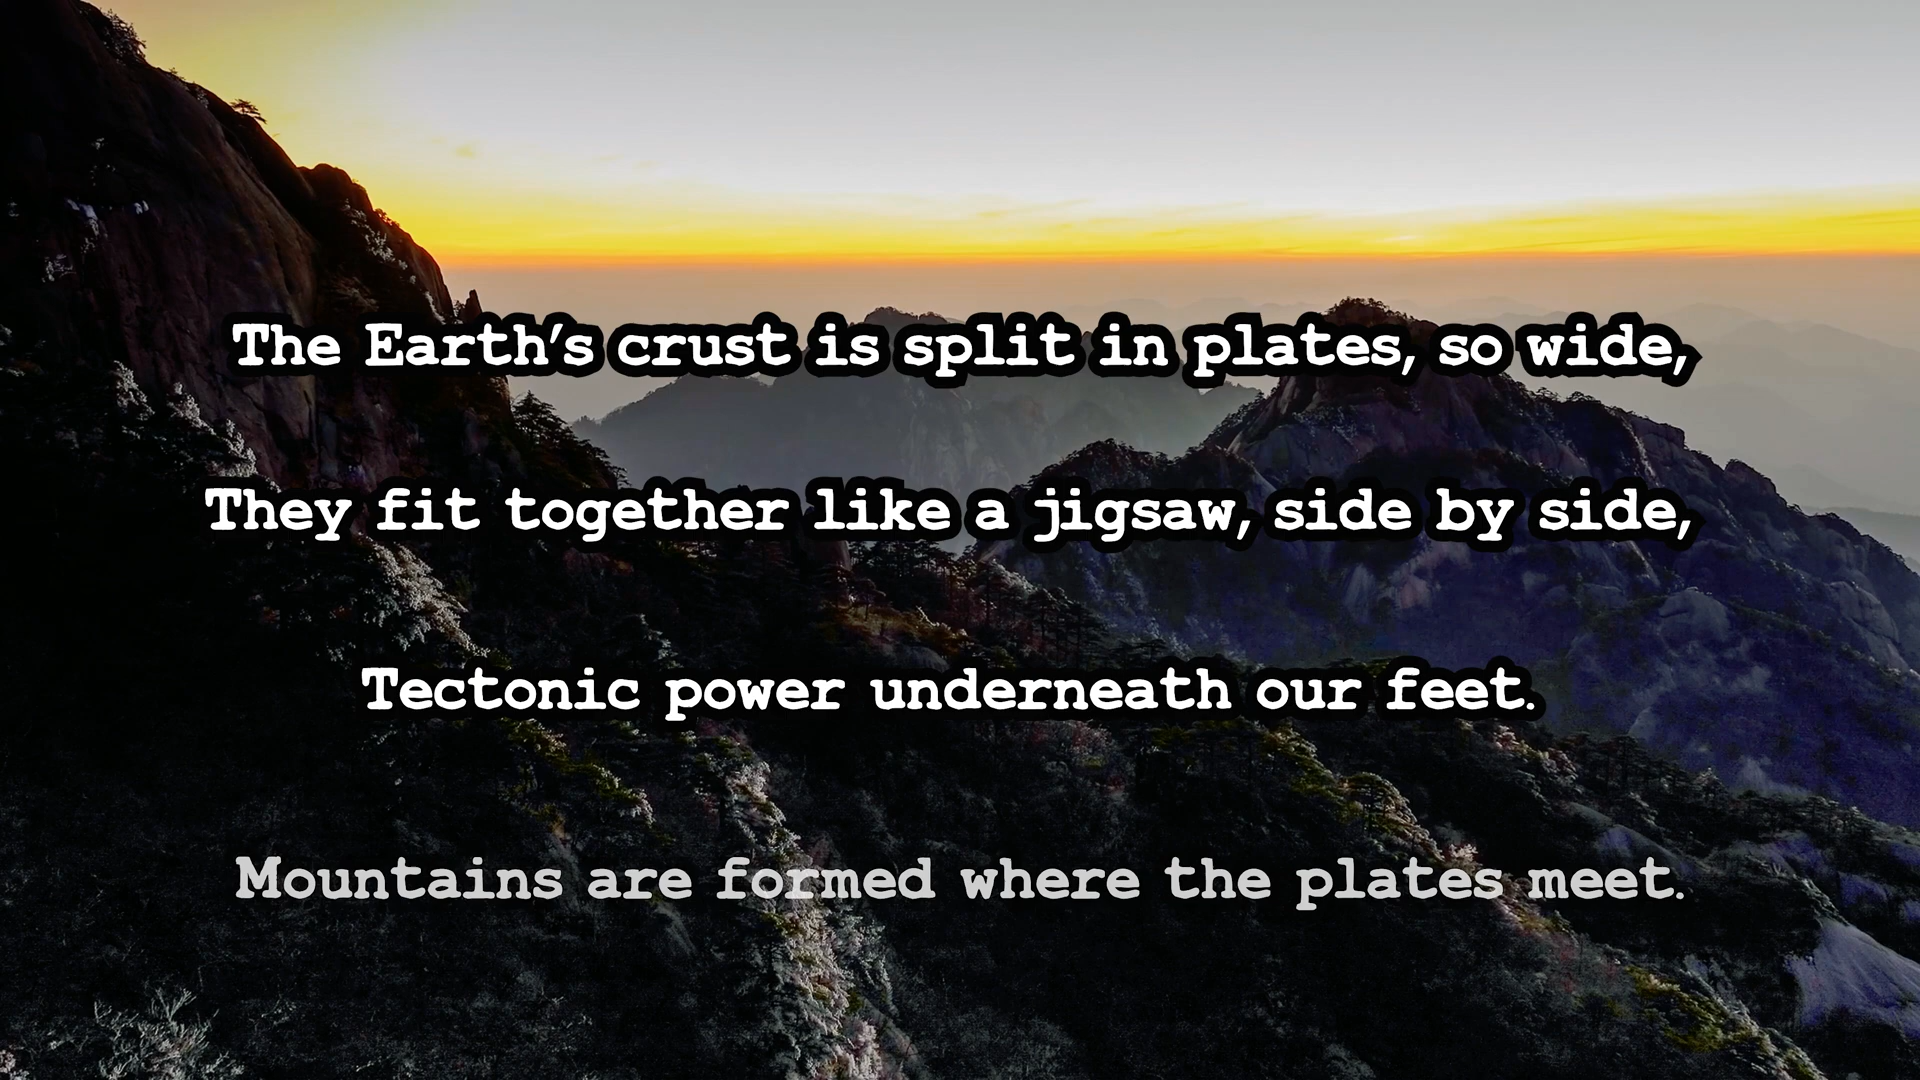 The Earth’s crust is split in plates, so wide,
They fit together like a jigsaw, side by side,
Tectonic power underneath our feet.
Mountains are formed where the plates meet.